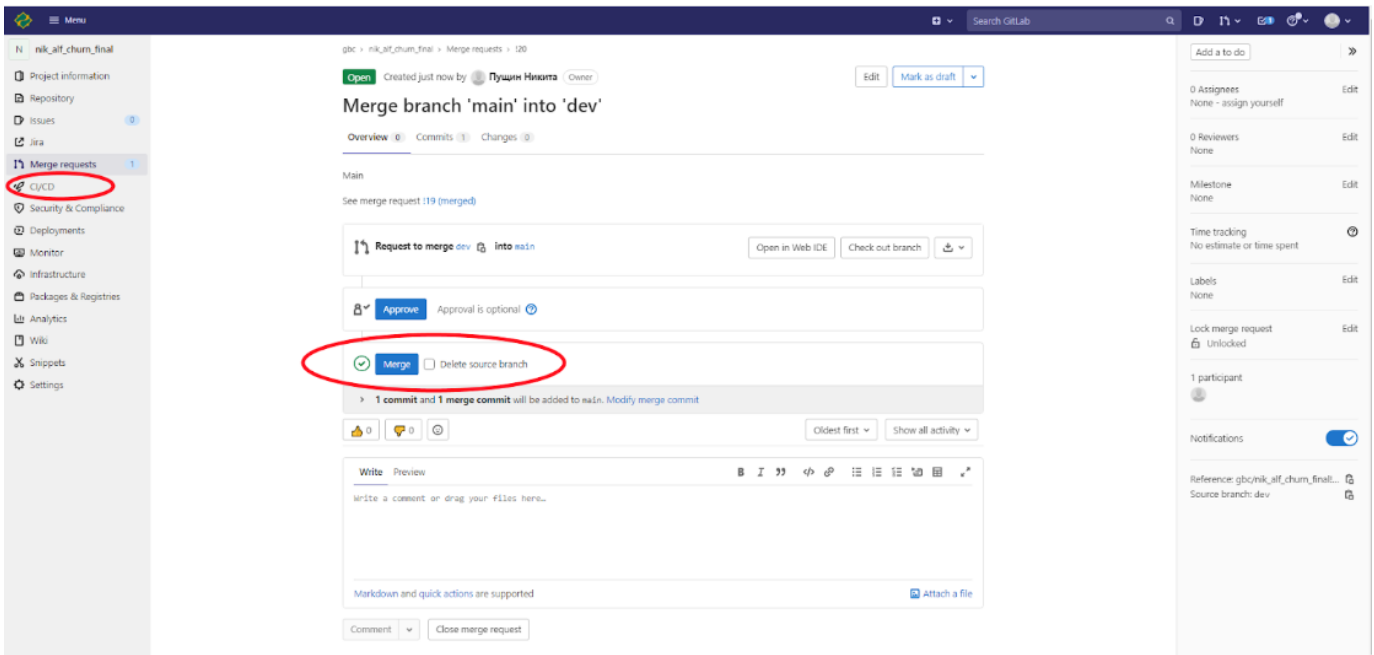 Menu
Search GitLab
N nik_alf_churn_final
Project information
Repository
Issues 0
Jira
Merge requests 1
CI/CD
Security & Compliance
Deployments
Monitor
Infrastructure
Packages & Registries
Analytics
Wiki
Snippets
Settings
gbc > nik_alf_churn_final > Merge requests > !20
Open Created just now by Пущин Никита Owner
Edit Mark as draft
Merge branch 'main' into 'dev'
Overview 0 Commits 1 Changes 0
Main
See merge request !19 (merged)
Request to merge dev into main
Open in Web IDE Check out branch
Approve Approval is optional
Merge Delete source branch
> 1 commit and 1 merge commit will be added to main. Modify merge commit
0 0
Oldest first Show all activity
Write Preview
B I
Write a comment or drag your files here…
Markdown and quick actions are supported
Attach a file
Comment Close merge request
Add a to do
0 Assignees Edit
None - assign yourself
0 Reviewers Edit
None
Milestone Edit
None
Time tracking
No estimate or time spent
Labels Edit
None
Lock merge request Edit
Unlocked
1 participant
Notifications
Reference: gbc/nik_alf_churn_final!...
Source branch: dev